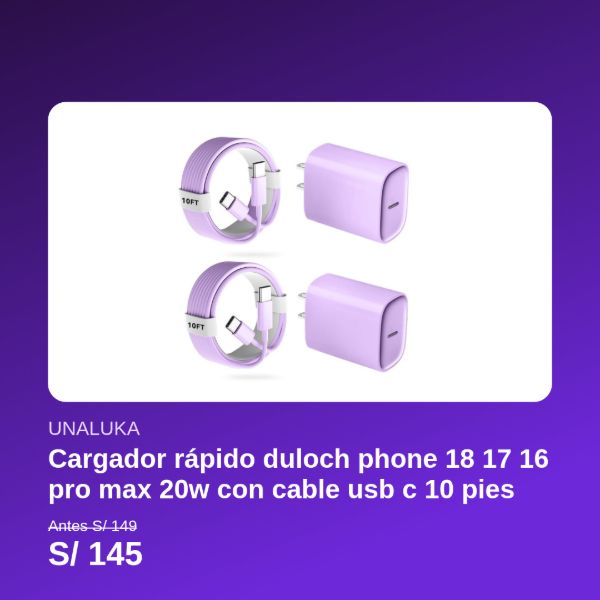 10FT
10FT
UNALUKA
Cargador rápido duloch phone 18 17 16
pro max 20w con cable usb c 10 pies
Antes S/ 149
S/ 145